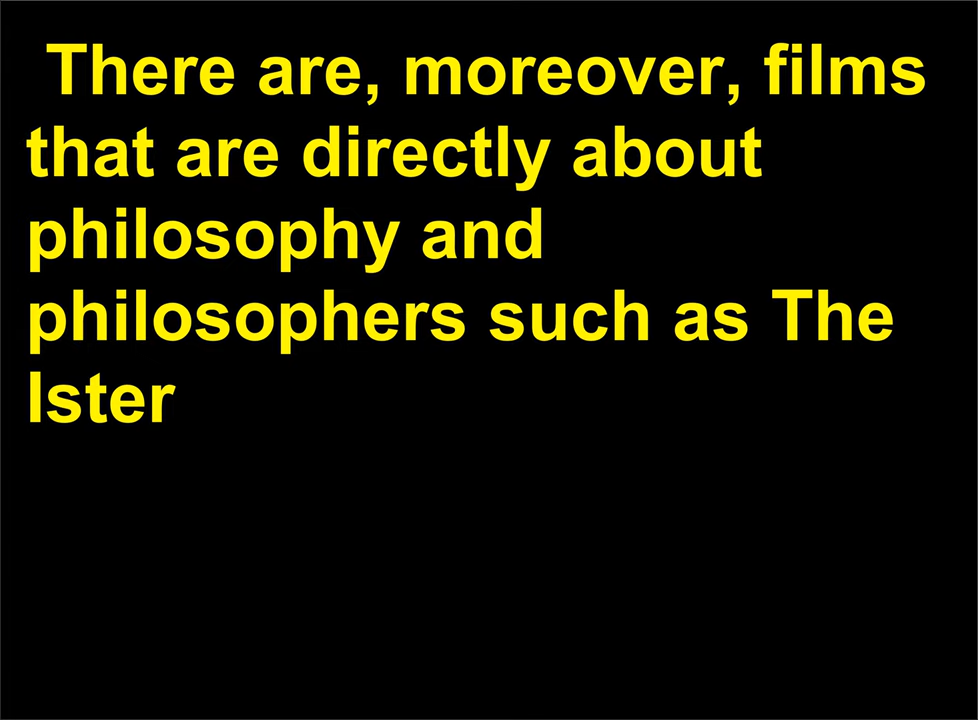 There are, moreover, films
that are directly about
philosophy and
philosophers such as The
Ister